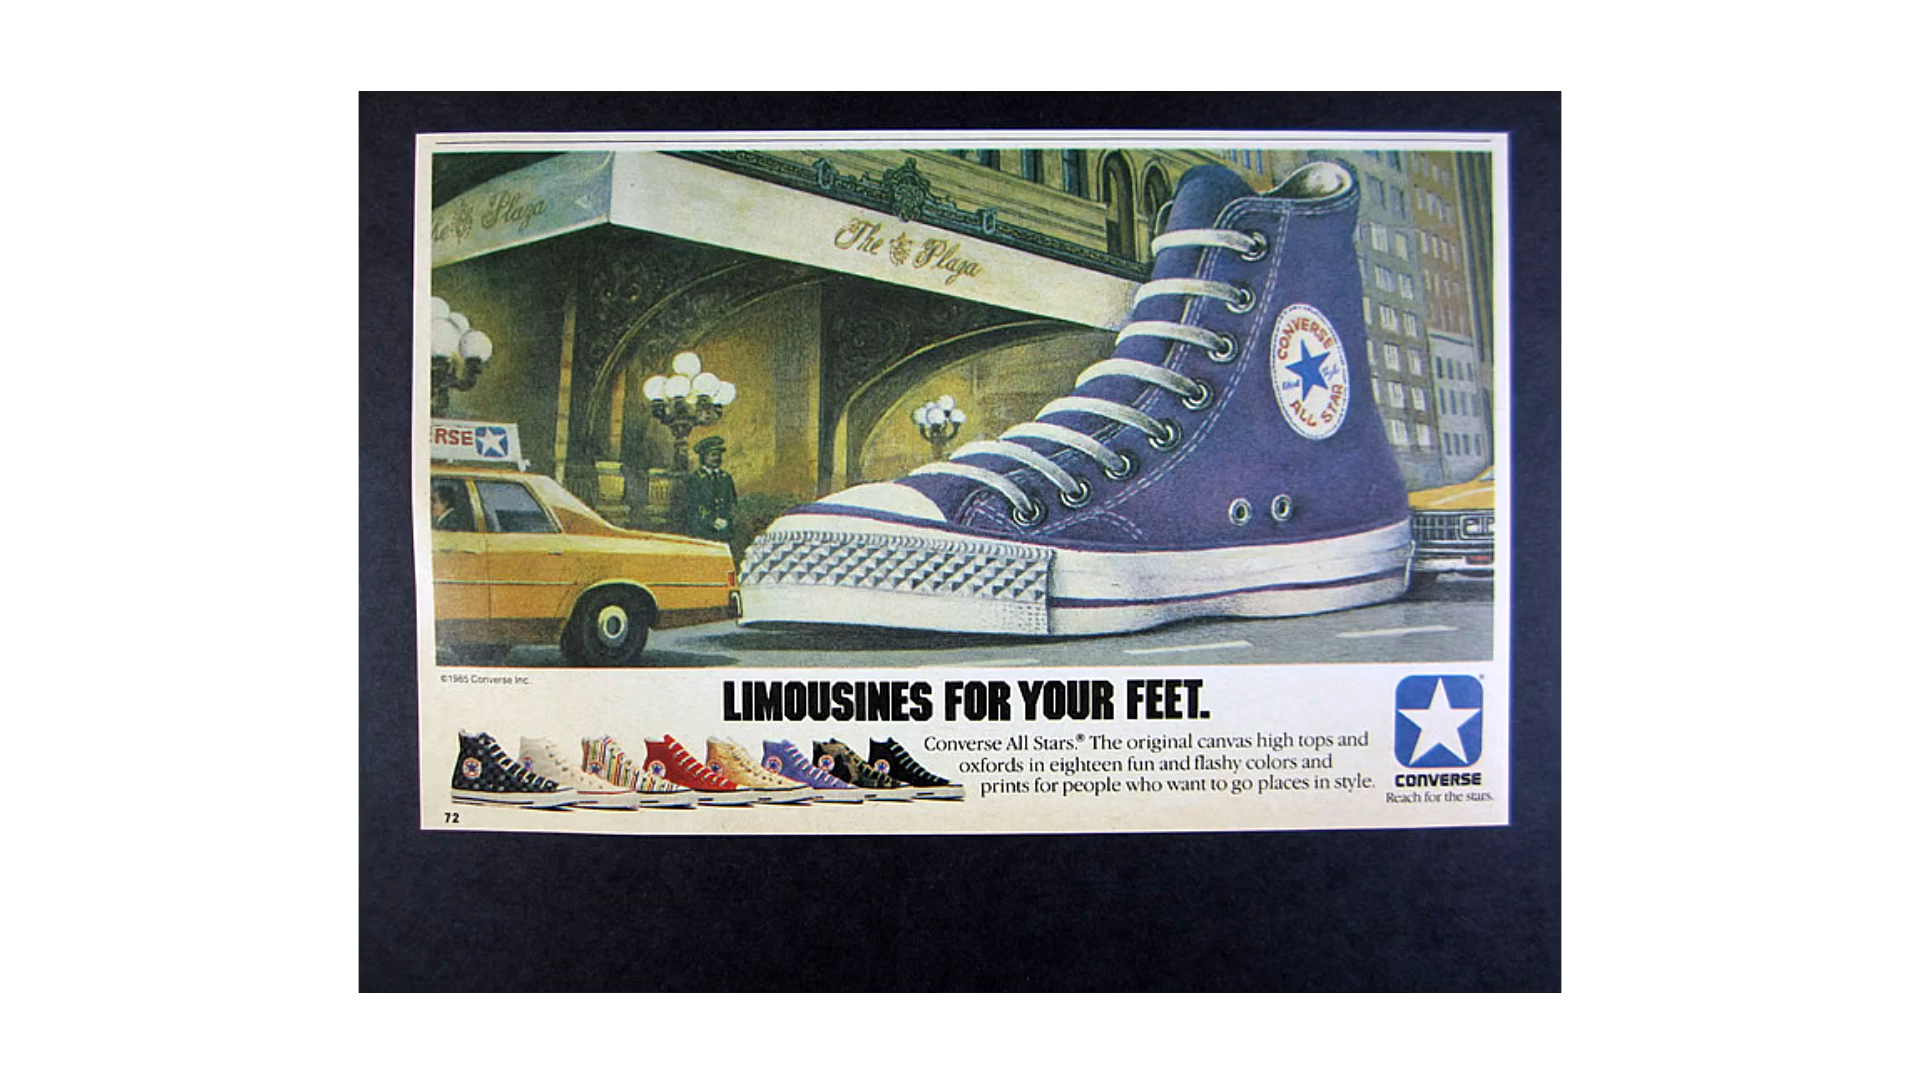 The Plaza
The Plaza
CONVERSE
ALL STAR
RSE
©1985 Converse Inc.
LIMOUSINES FOR YOUR FEET.
Converse All Stars.® The original canvas high tops and
oxfords in eighteen fun and flashy colors and
prints for people who want to go places in style.
CONVERSE
Reach for the stars.
72